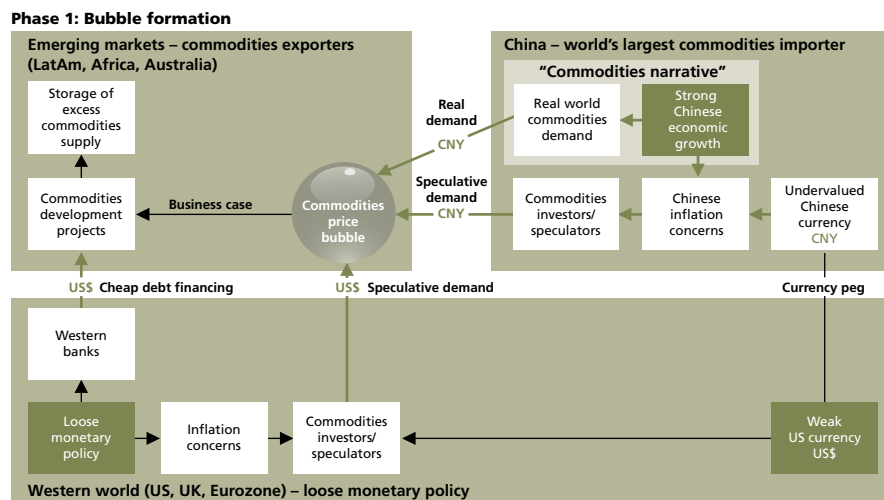 Phase 1: Bubble formation
Emerging markets – commodities exporters
(LatAm, Africa, Australia)
China – world's largest commodities importer
"Commodities narrative"
Storage of
excess
commodities
supply
Real
demand
CNY
Real world
commodities
demand
Strong
Chinese
economic
growth
Commodities
development
projects
Business case
Commodities
price
bubble
Speculative
demand
CNY
Commodities
investors/
speculators
Chinese
inflation
concerns
Undervalued
Chinese
currency
CNY
US$ Cheap debt financing
US$ Speculative demand
Currency peg
Western
banks
Loose
monetary
policy
Inflation
concerns
Commodities
investors/
speculators
Weak
US currency
US$
Western world (US, UK, Eurozone) – loose monetary policy